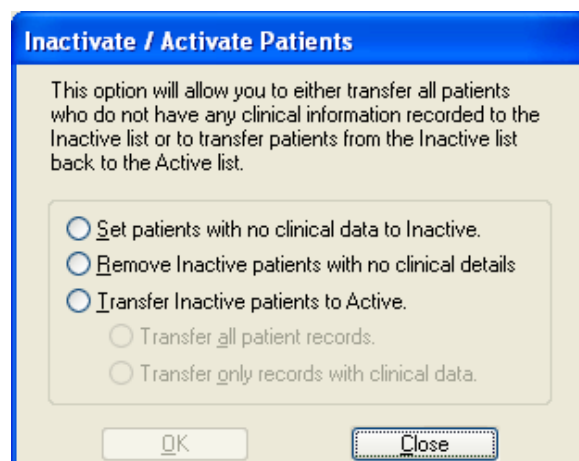 Inactivate / Activate Patients
This option will allow you to either transfer all patients
who do not have any clinical information recorded to the
Inactive list or to transfer patients from the Inactive list
back to the Active list.
Set patients with no clinical data to Inactive.
Remove Inactive patients with no clinical details
Transfer Inactive patients to Active.
Transfer all patient records.
Transfer only records with clinical data.
OK
Close